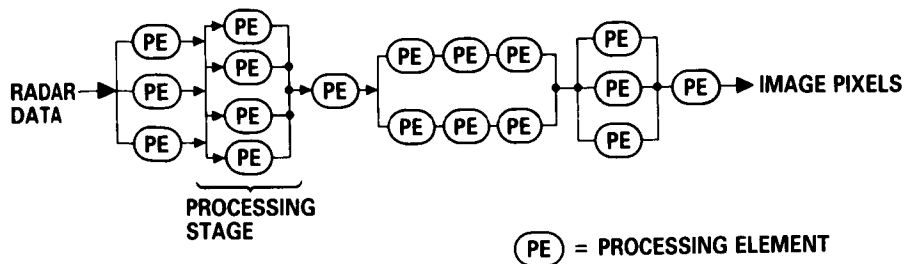 PE
PE
PE
PE
PE
PE
PE
PE
PE PE PE
PE PE PE
PE
PE
PE
PE
RADAR
DATA
IMAGE PIXELS
PROCESSING
STAGE
PE = PROCESSING ELEMENT